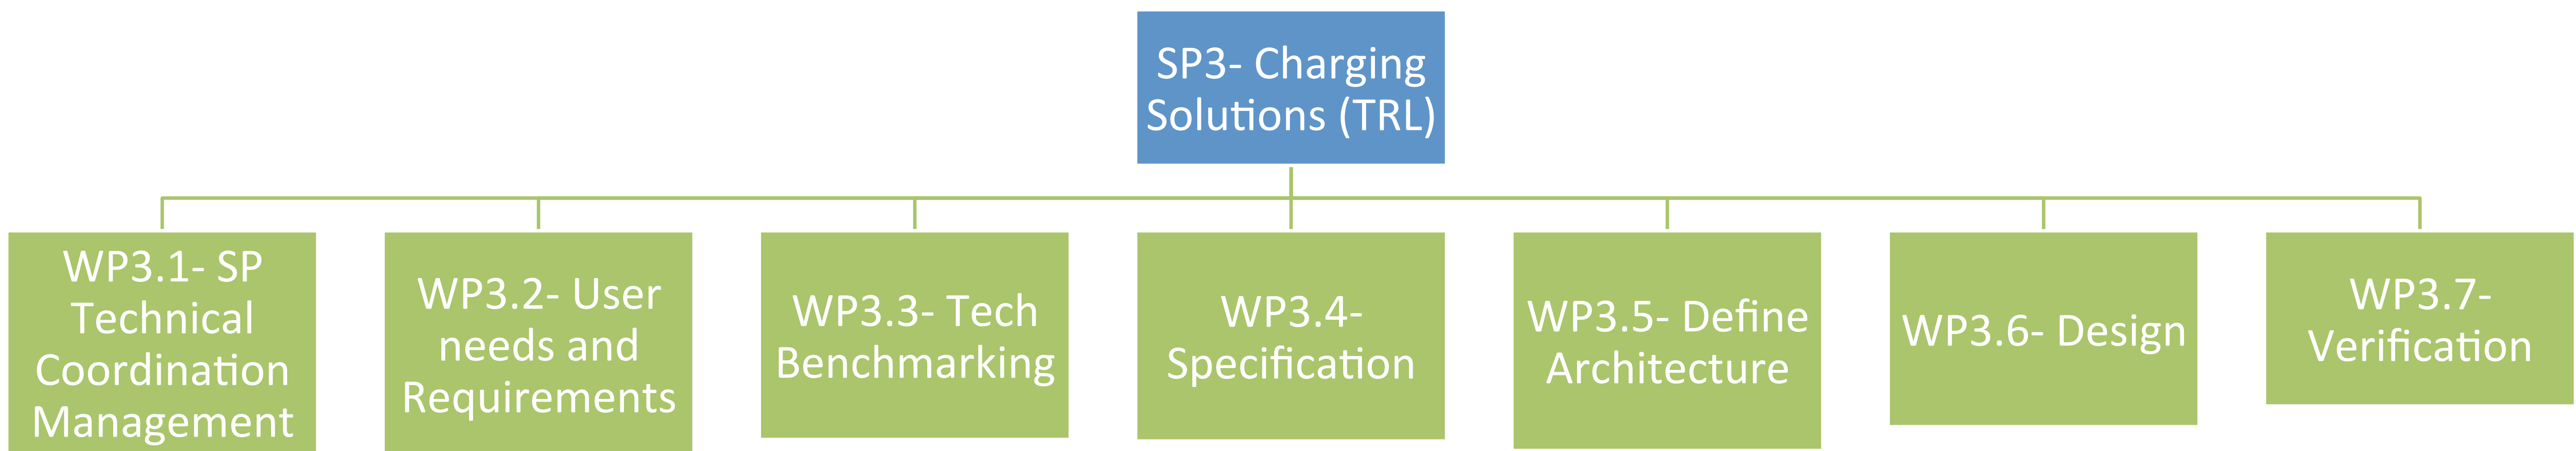 SP3- Charging
Solutions (TRL)
WP3.1- SP
Technical
Coordination
Management
WP3.2- User
needs and
Requirements
WP3.3- Tech
Benchmarking
WP3.4-
Specification
WP3.5- Define
Architecture
WP3.6- Design
WP3.7-
Verification